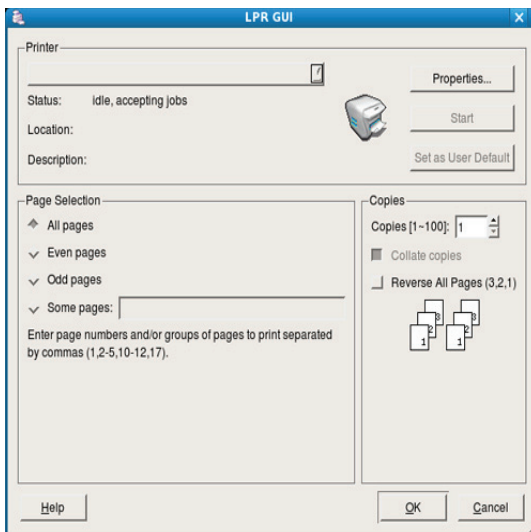 LPR GUI
Printer
Properties...
Status: idle, accepting jobs
Start
Location:
Description:
Set as User Default
Page Selection
All pages
Even pages
Odd pages
Some pages:
Enter page numbers and/or groups of pages to print separated
by commas (1,2-5,10-12,17).
Copies
Copies [1~100]: 1
Collate copies
Reverse All Pages (3,2,1)
3 3
2 2
1 1
Help
OK
Cancel